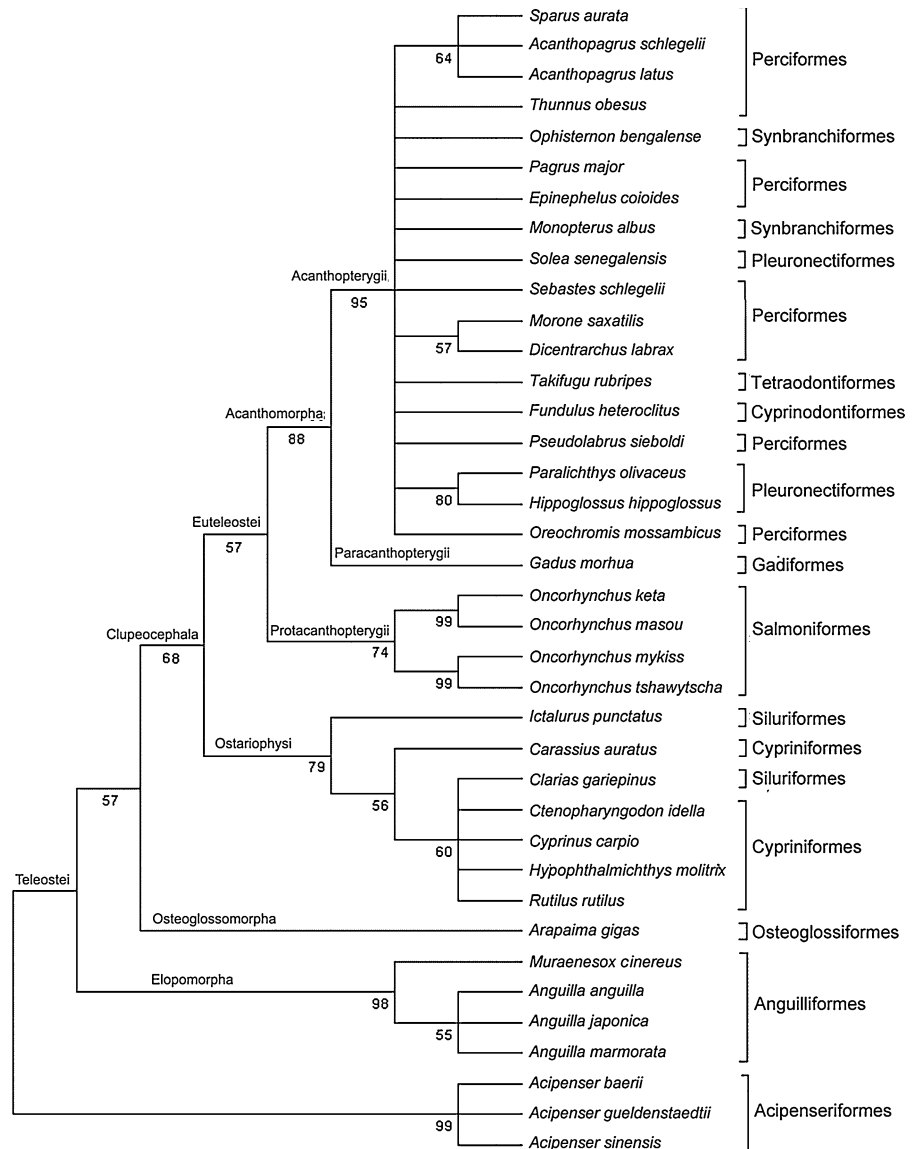 Sparus aurata
Acanthopagrus schlegelii
64
Perciformes
Acanthopagrus latus
Thunnus obesus
Ophisternon bengalense
Synbranchiformes
Pagrus major
Perciformes
Epinephelus coioides
Monopterus albus
Synbranchiformes
Solea senegalensis
Pleuronectiformes
Acanthopterygii
95
Sebastes schlegelii
Perciformes
Morone saxatilis
57
Dicentrarchus labrax
Takifugu rubripes
Tetraodontiformes
Acanthomorpha
88
Fundulus heteroclitus
Cyprinodontiformes
Pseudolabrus sieboldi
Perciformes
Paralichthys olivaceus
80
Pleuronectiformes
Hippoglossus hippoglossus
Euteleostei
57
Oreochromis mossambicus
Perciformes
Paracanthopterygii
Gadus morhua
Gadiformes
Oncorhynchus keta
99
Oncorhynchus masou
Salmoniformes
Protacanthopterygii
74
Oncorhynchus mykiss
99
Oncorhynchus tshawytscha
Clupeocephala
68
Ictalurus punctatus
Siluriformes
Ostariophysi
79
Carassius auratus
Cypriniformes
56
Clarias gariepinus
Siluriformes
57
Ctenopharyngodon idella
60
Cyprinus carpio
Cypriniformes
Hypophthalmichthys molitrix
Rutilus rutilus
Teleostei
Osteoglossomorpha
Arapaima gigas
Osteoglossiformes
Muraenesox cinereus
Elopomorpha
98
Anguilla anguilla
Anguilliformes
55
Anguilla japonica
Anguilla marmorata
Acipenser baerii
Acipenser gueldenstaedtii
Acipenseriformes
99
Acipenser sinensis